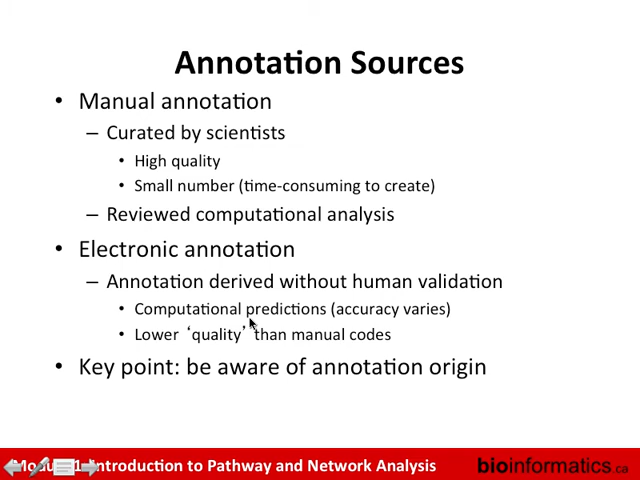 Annotation Sources
• Manual annotation
– Curated by scientists
• High quality
• Small number (time-consuming to create)
– Reviewed computational analysis
• Electronic annotation
– Annotation derived without human validation
• Computational predictions (accuracy varies)
• Lower ‘quality’ than manual codes
• Key point: be aware of annotation origin
1 Introduction to Pathway and Network Analysis
bioinformatics.ca